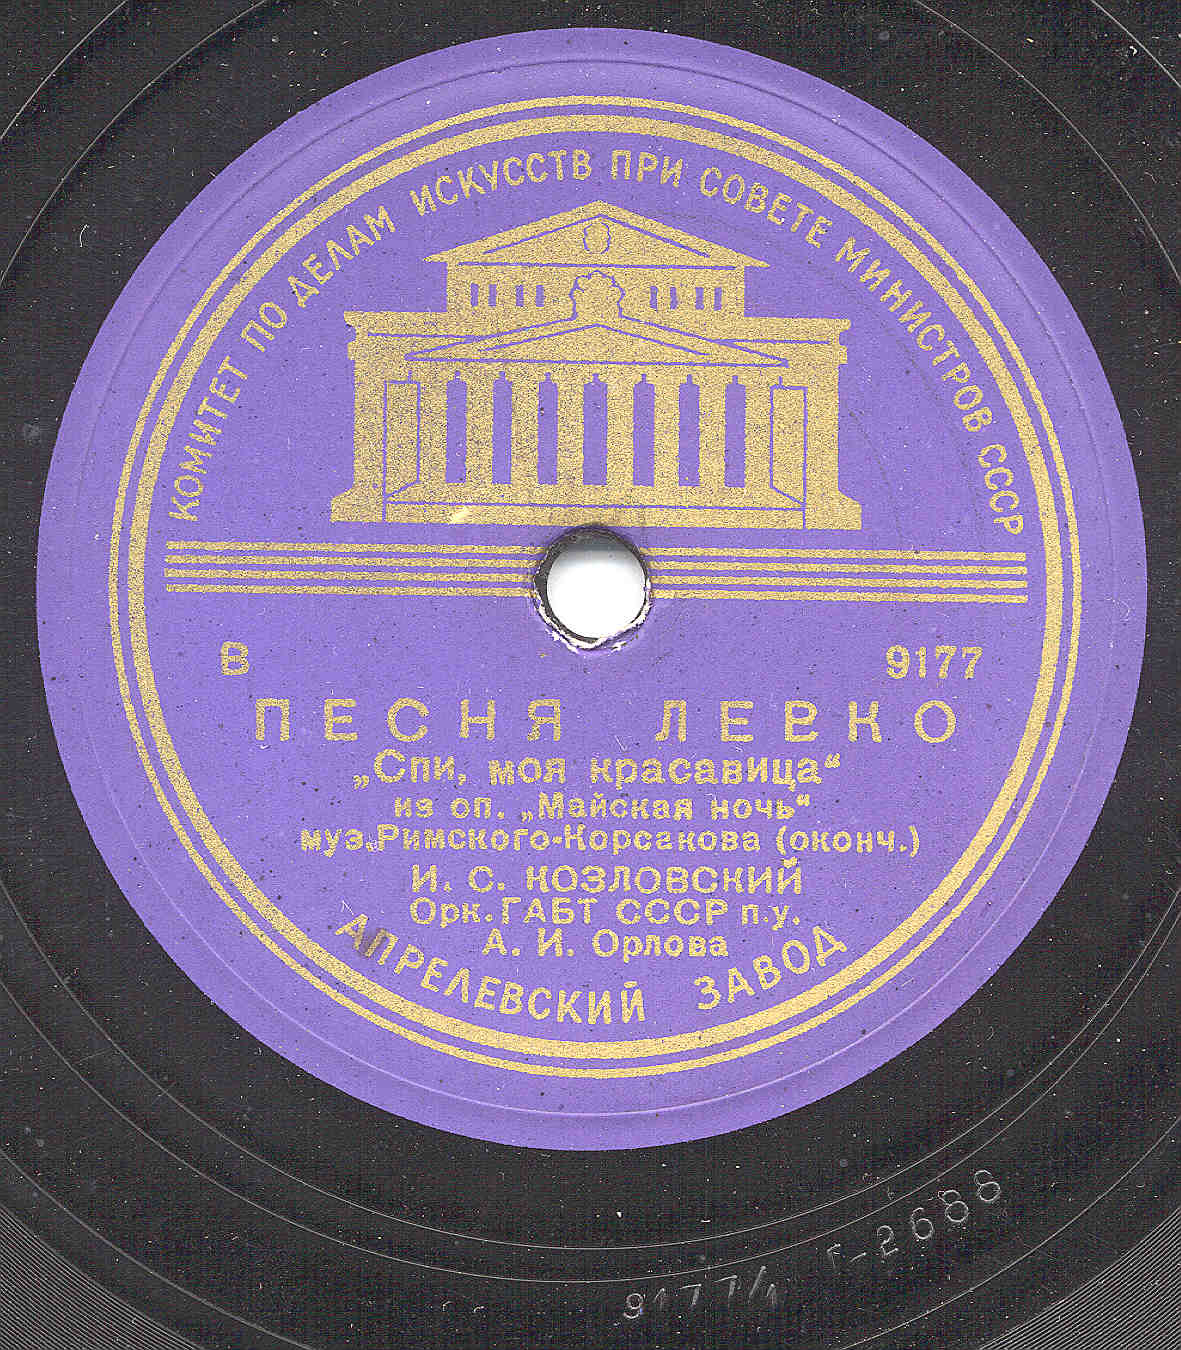 КОМИТЕТ ПО ДЕЛАМ ИСКУССТВ ПРИ СОВЕТЕ МИНИСТРОВ СССР
В 9177
ПЕСНЯ ЛЕВКО
„Спи, моя красавица“
из оп. „Майская ночь“
муз. Римского-Корсакова (оконч.)
И. С. КОЗЛОВСКИЙ
Орк. ГАБТ СССР п.у.
А. И. Орлова
АПРЕЛЕВСКИЙ ЗАВОД
9177/1 Г-2688